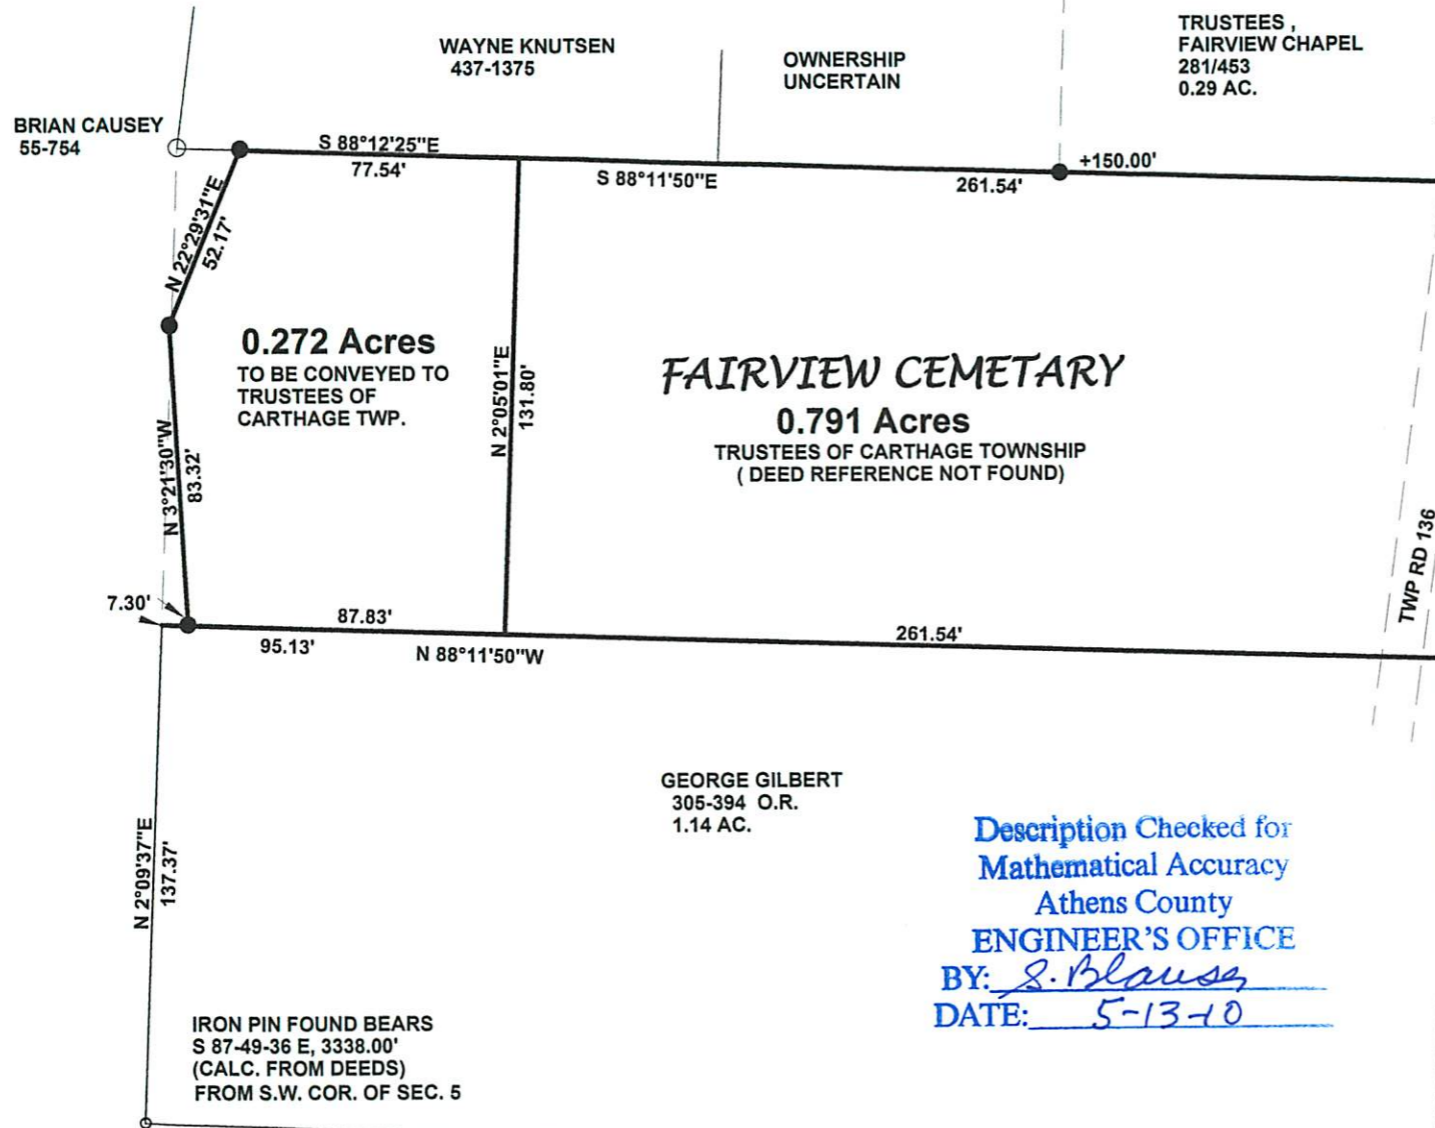 WAYNE KNUTSEN
437-1375
OWNERSHIP
UNCERTAIN
TRUSTEES ,
FAIRVIEW CHAPEL
281/453
0.29 AC.
BRIAN CAUSEY
55-754
S 88°12'25"E
77.54'
S 88°11'50"E
261.54'
+150.00'
N 22°29'31"E
52.17'
0.272 Acres
TO BE CONVEYED TO
TRUSTEES OF
CARTHAGE TWP.
N 2°05'01"E
131.80'
FAIRVIEW CEMETARY
0.791 Acres
TRUSTEES OF CARTHAGE TOWNSHIP
( DEED REFERENCE NOT FOUND)
N 3°21'30"W
83.32'
TWP RD 136
7.30'
87.83'
95.13'
N 88°11'50"W
261.54'
GEORGE GILBERT
305-394 O.R.
1.14 AC.
N 2°09'37"E
137.37'
Description Checked for
Mathematical Accuracy
Athens County
ENGINEER'S OFFICE
BY: S. Blauser
DATE: 5-13-10
IRON PIN FOUND BEARS
S 87-49-36 E, 3338.00'
(CALC. FROM DEEDS)
FROM S.W. COR. OF SEC. 5